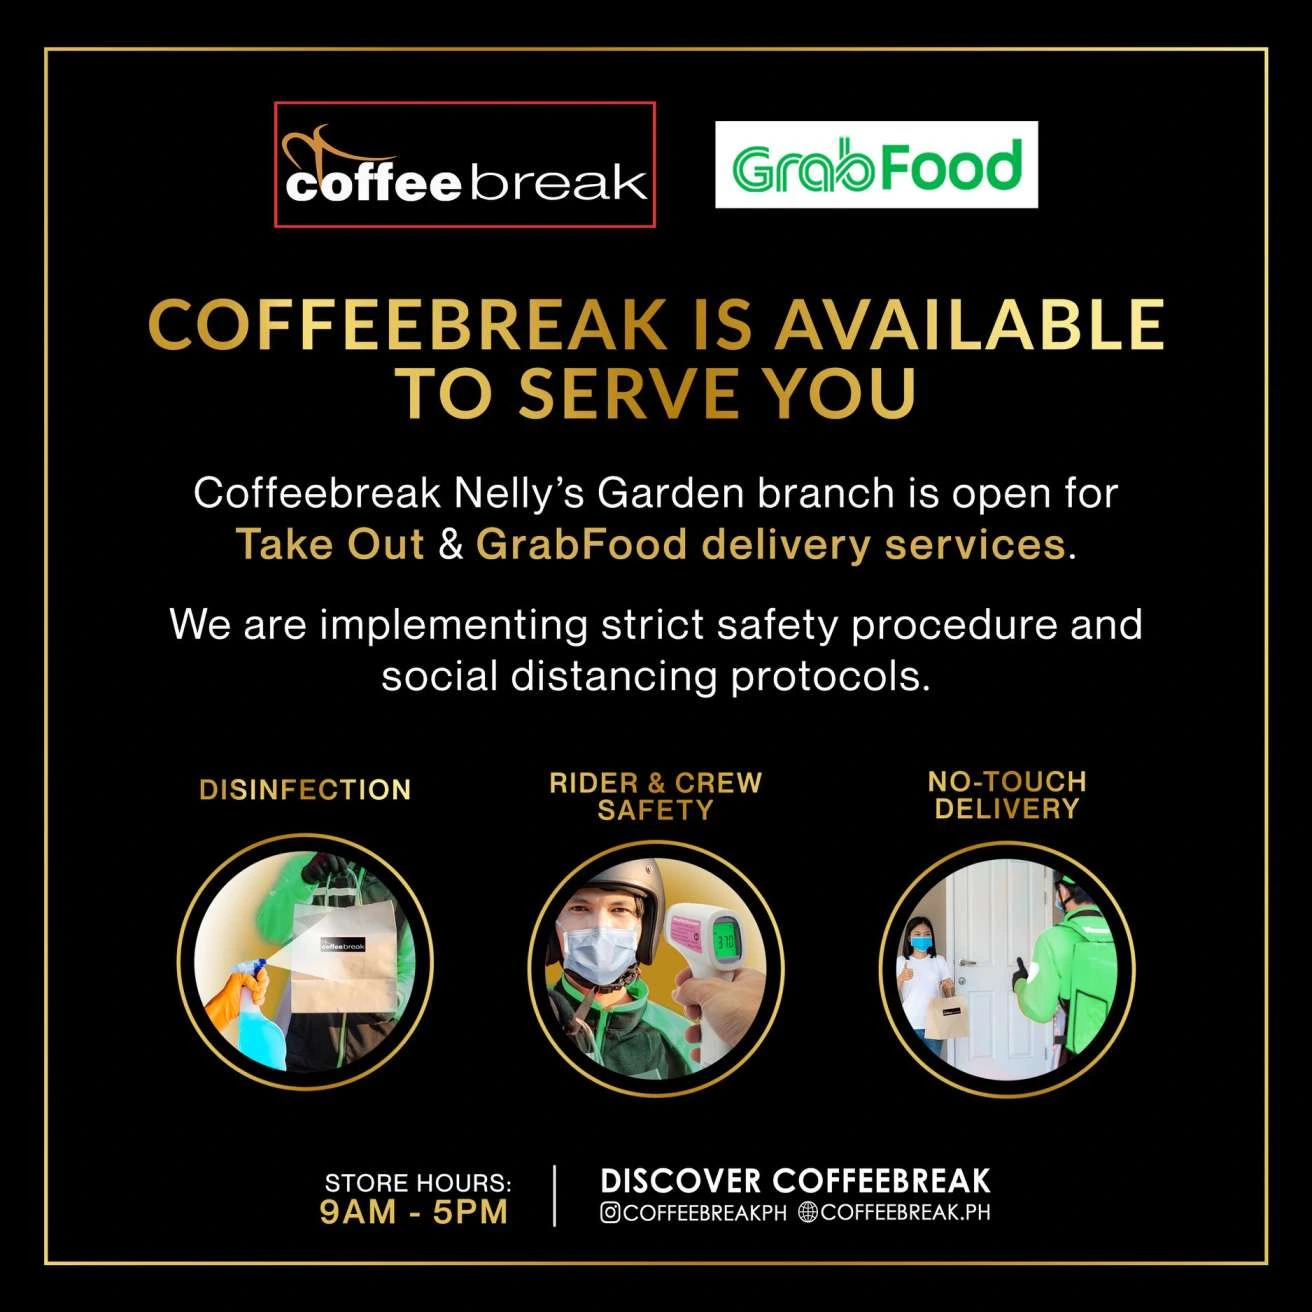 coffee break
GrabFood
COFFEEBREAK IS AVAILABLE
TO SERVE YOU
Coffeebreak Nelly's Garden branch is open for
Take Out & GrabFood delivery services.
We are implementing strict safety procedure and
social distancing protocols.
DISINFECTION
RIDER & CREW
SAFETY
NO-TOUCH
DELIVERY
coffee break
37.0
STORE HOURS:
9AM - 5PM
DISCOVER COFFEEBREAK
COFFEEBREAKPH COFFEEBREAK.PH